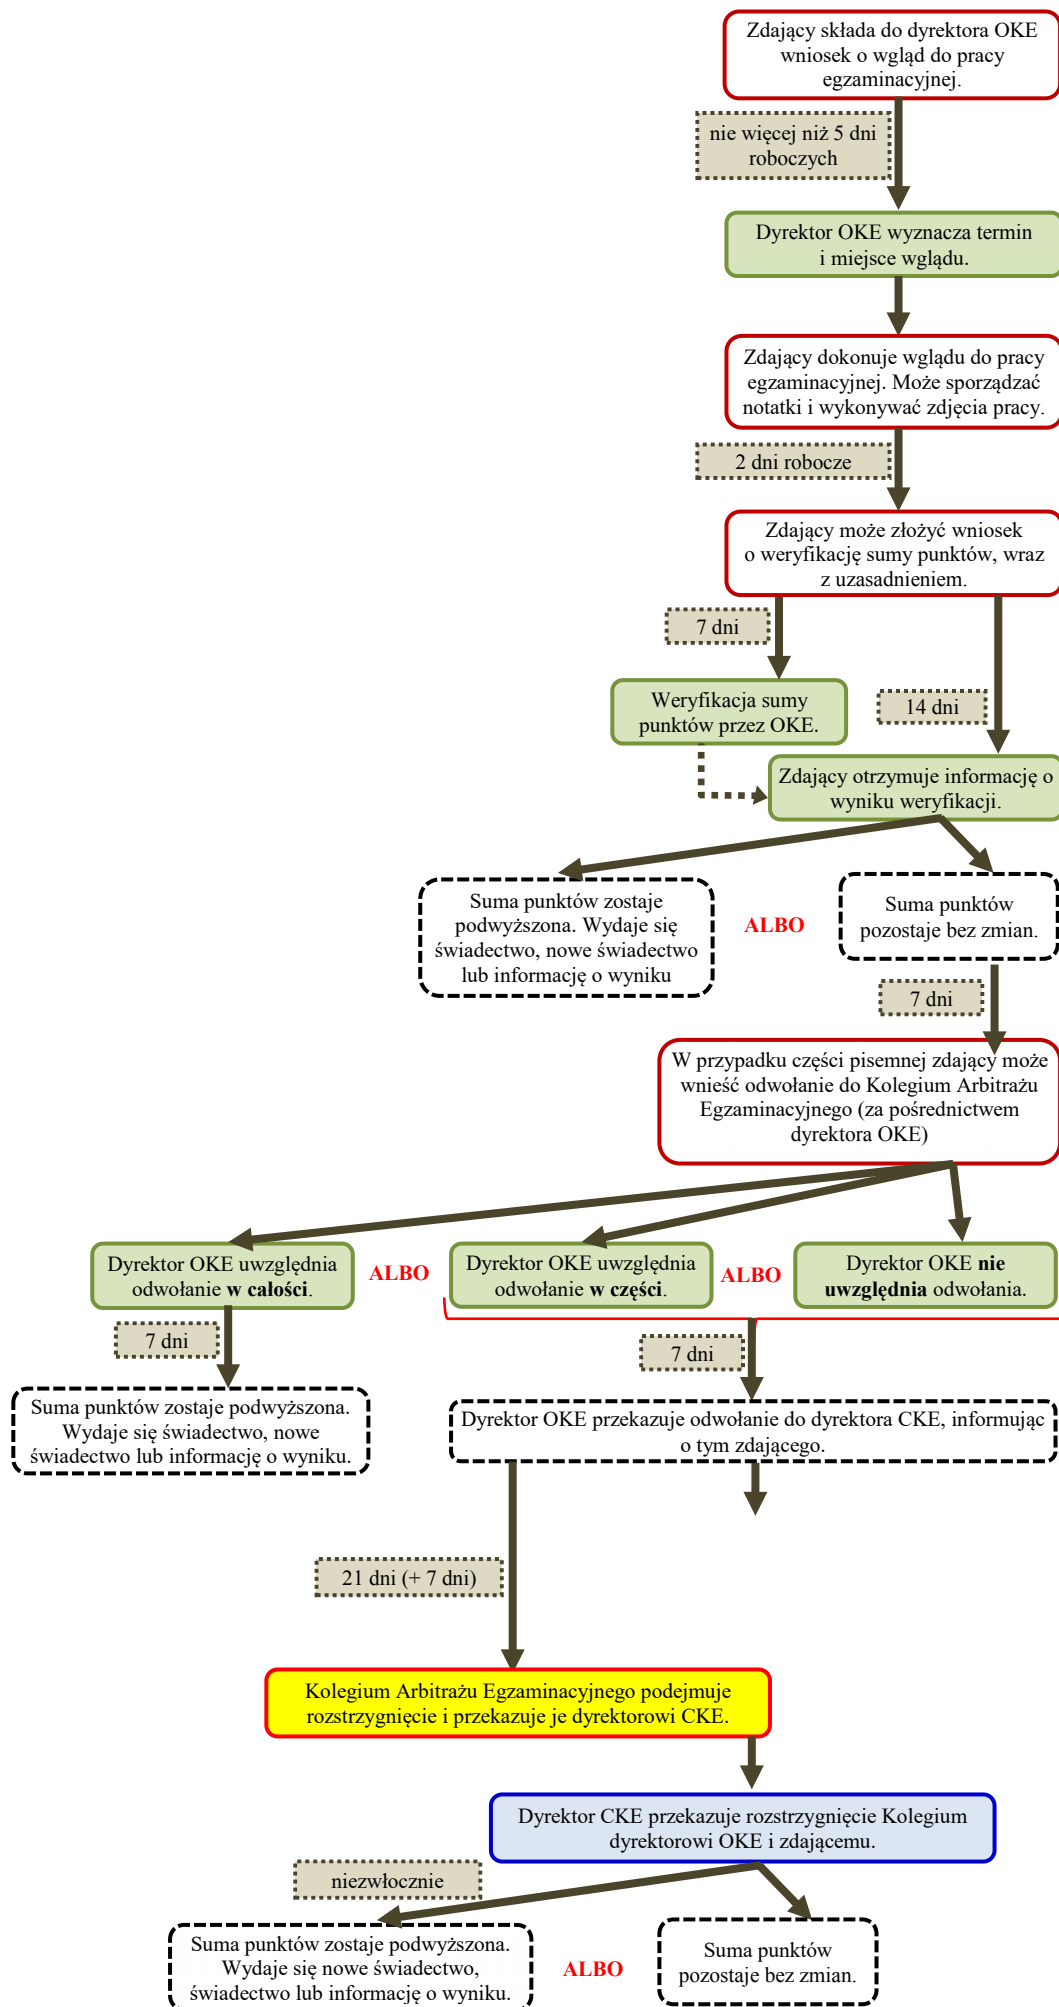 Zdający składa do dyrektora OKE
wniosek o wgląd do pracy
egzaminacyjnej.
nie więcej niż 5 dni
roboczych
Dyrektor OKE wyznacza termin
i miejsce wglądu.
Zdający dokonuje wglądu do pracy
egzaminacyjnej. Może sporządzać
notatki i wykonywać zdjęcia pracy.
2 dni robocze
Zdający może złożyć wniosek
o weryfikację sumy punktów, wraz
z uzasadnieniem.
7 dni
Weryfikacja sumy
punktów przez OKE.
14 dni
Zdający otrzymuje informację o
wyniku weryfikacji.
Suma punktów zostaje
podwyższona. Wydaje się
świadectwo, nowe świadectwo
lub informację o wyniku
ALBO
Suma punktów
pozostaje bez zmian.
7 dni
W przypadku części pisemnej zdający może
wnieść odwołanie do Kolegium Arbitrażu
Egzaminacyjnego (za pośrednictwem
dyrektora OKE)
Dyrektor OKE uwzględnia
odwołanie w całości.
ALBO
Dyrektor OKE uwzględnia
odwołanie w części.
ALBO
Dyrektor OKE nie
uwzględnia odwołania.
7 dni
7 dni
Suma punktów zostaje podwyższona.
Wydaje się świadectwo, nowe
świadectwo lub informację o wyniku.
Dyrektor OKE przekazuje odwołanie do dyrektora CKE, informując
o tym zdającego.
21 dni (+ 7 dni)
Kolegium Arbitrażu Egzaminacyjnego podejmuje
rozstrzygnięcie i przekazuje je dyrektorowi CKE.
Dyrektor CKE przekazuje rozstrzygnięcie Kolegium
dyrektorowi OKE i zdającemu.
niezwłocznie
Suma punktów zostaje podwyższona.
Wydaje się nowe świadectwo,
świadectwo lub informację o wyniku.
ALBO
Suma punktów
pozostaje bez zmian.